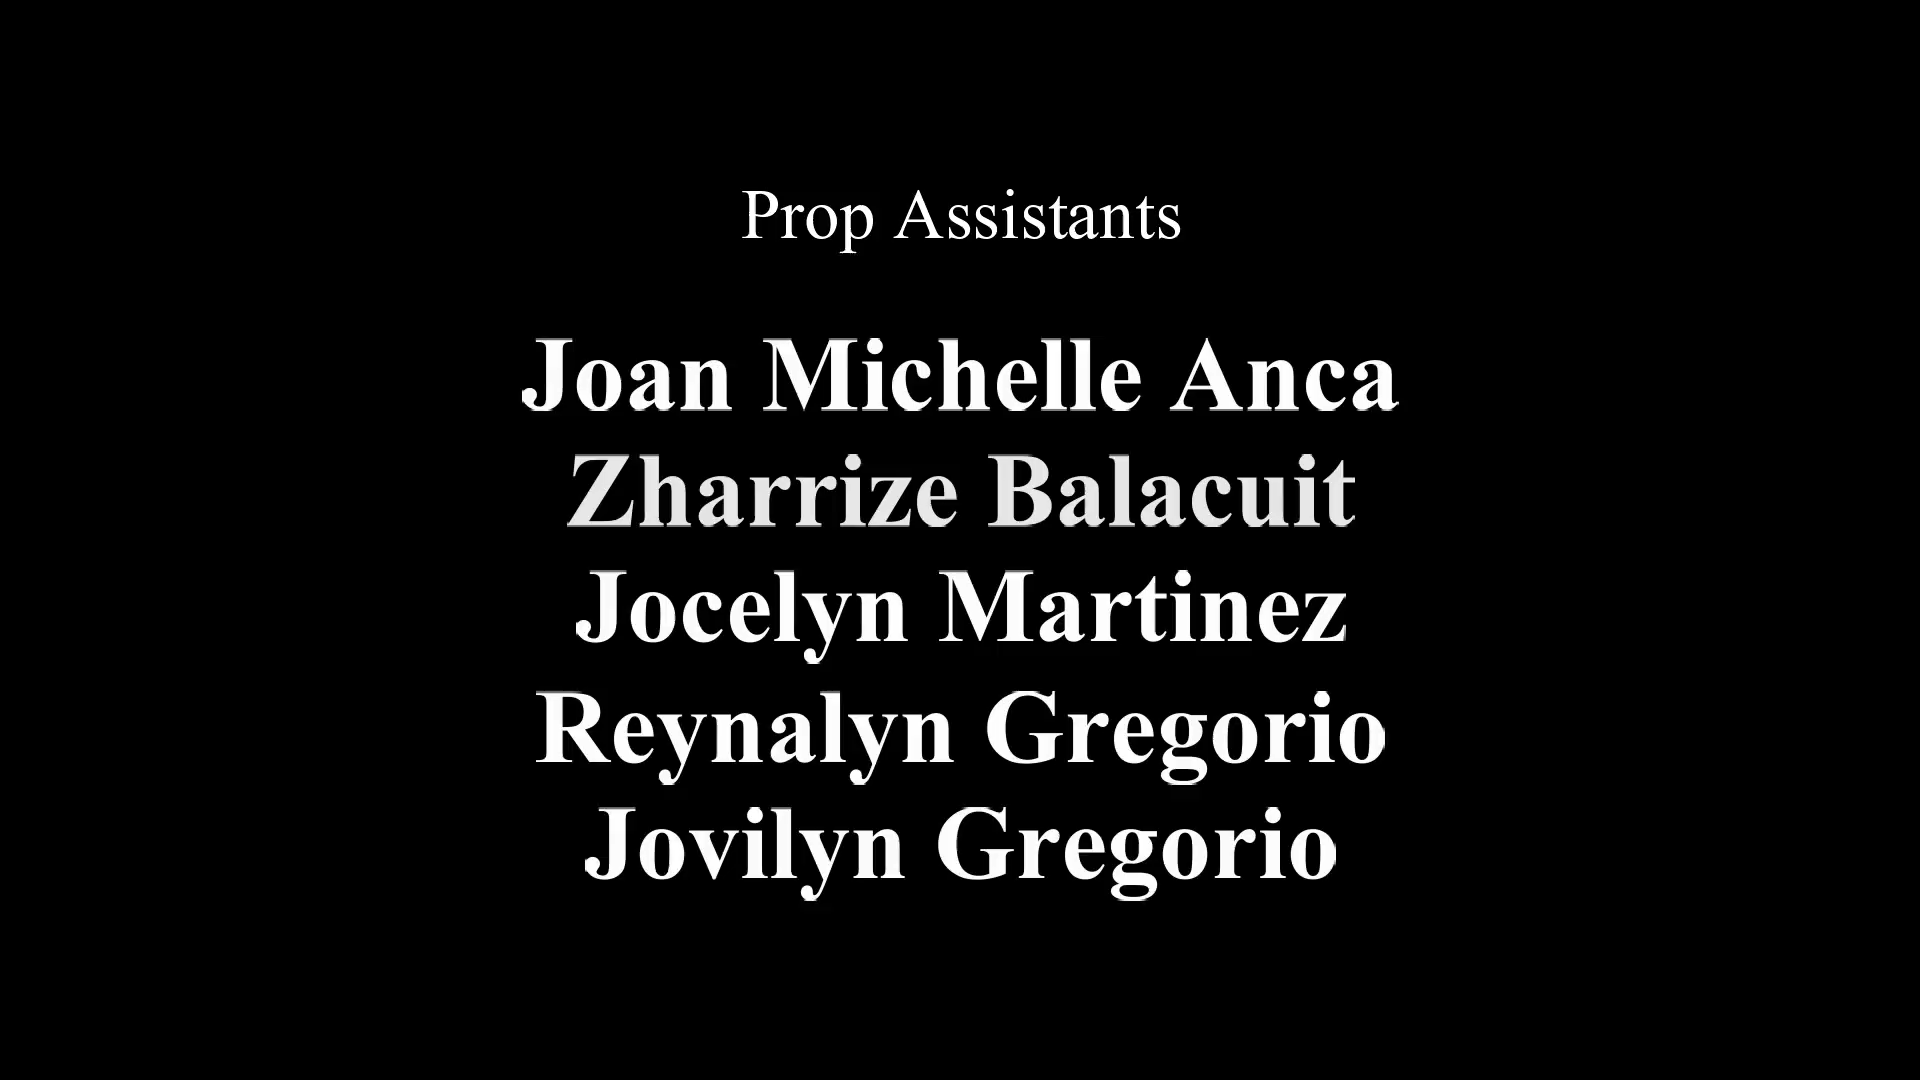 Prop Assistants
Joan Michelle Anca
Zharrize Balacuit
Jocelyn Martinez
Reynalyn Gregorio
Jovilyn Gregorio